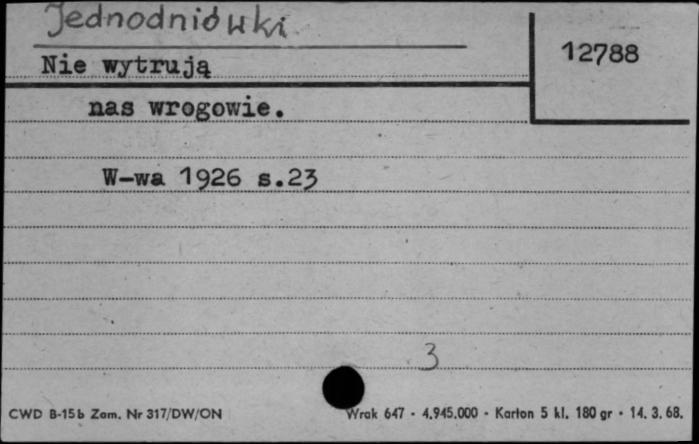 Jednodniówki
12788
Nie wytrują
nas wrogowie.
W-wa 1926 s.23
3
CWD B-15b Zam. Nr 317/DW/ON
Wrak 647 - 4.945.000 - Karton 5 kl. 180 gr - 14. 3. 68.